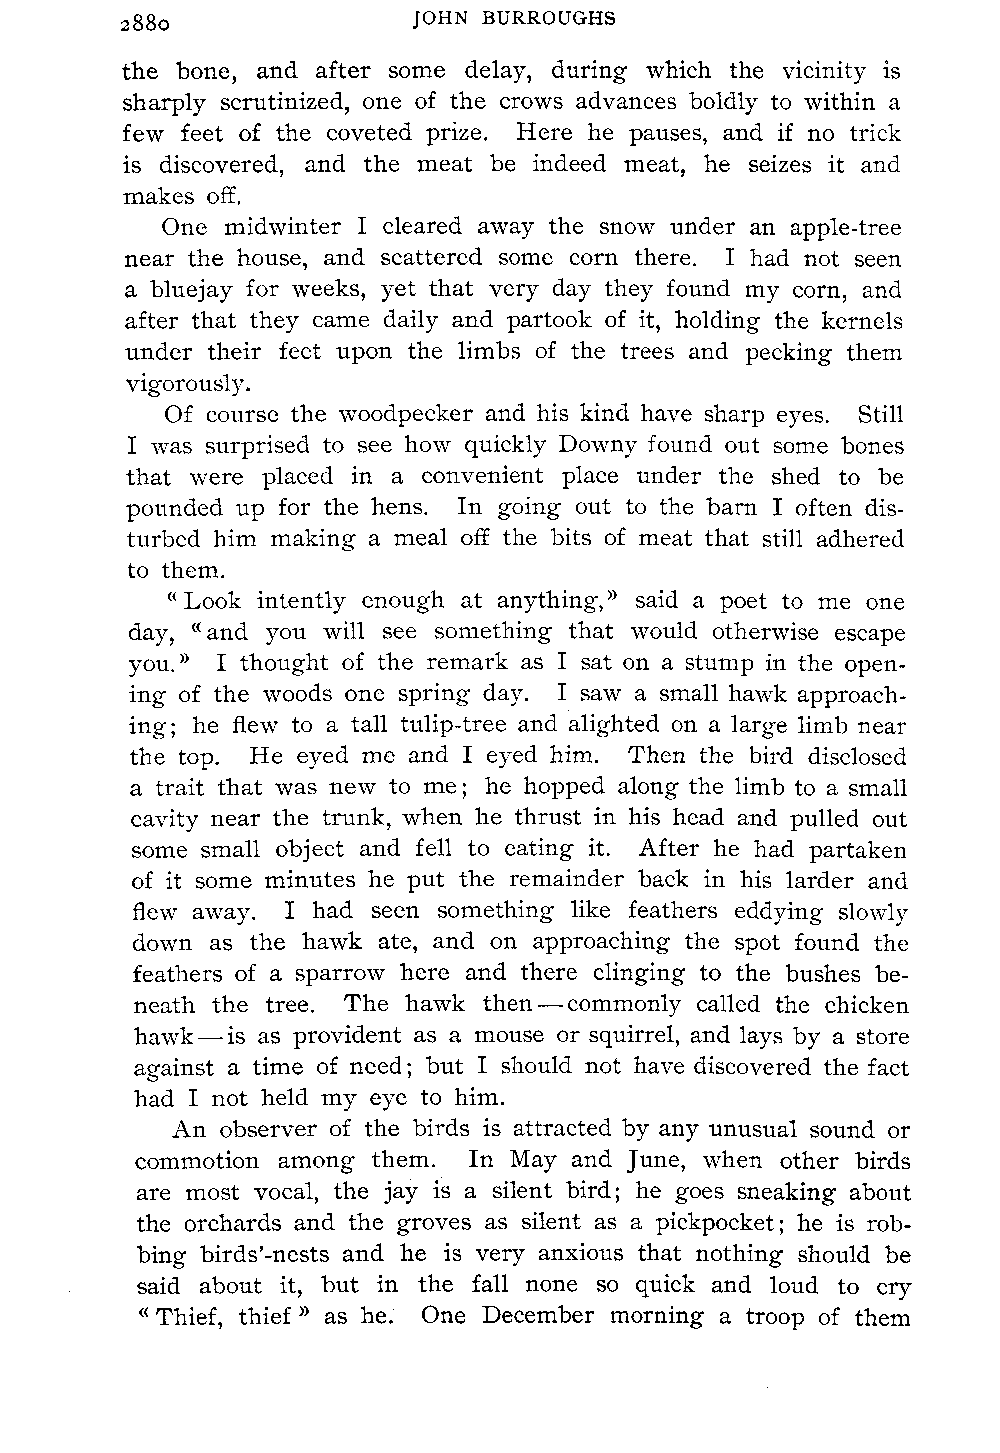 2880 JOHN BURROUGHS
the bone, and after some delay, during which the vicinity is
sharply scrutinized, one of the crows advances boldly to within a
few feet of the coveted prize. Here he pauses, and if no trick
is discovered, and the meat be indeed meat, he seizes it and
makes off.
One midwinter I cleared away the snow under an apple-tree
near the house, and scattered some corn there. I had not seen
a bluejay for weeks, yet that very day they found my corn, and
after that they came daily and partook of it, holding the kernels
under their feet upon the limbs of the trees and pecking them
vigorously.
Of course the woodpecker and his kind have sharp eyes. Still
I was surprised to see how quickly Downy found out some bones
that were placed in a convenient place under the shed to be
pounded up for the hens. In going out to the barn I often dis-
turbed him making a meal off the bits of meat that still adhered
to them.
« Look intently enough at anything,» said a poet to me one
day, «and you will see something that would otherwise escape
you.» I thought of the remark as I sat on a stump in the open-
ing of the woods one spring day. I saw a small hawk approach-
ing; he flew to a tall tulip-tree and alighted on a large limb near
the top. He eyed me and I eyed him. Then the bird disclosed
a trait that was new to me; he hopped along the limb to a small
cavity near the trunk, when he thrust in his head and pulled out
some small object and fell to eating it. After he had partaken
of it some minutes he put the remainder back in his larder and
flew away. I had seen something like feathers eddying slowly
down as the hawk ate, and on approaching the spot found the
feathers of a sparrow here and there clinging to the bushes be-
neath the tree. The hawk then—commonly called the chicken
hawk—is as provident as a mouse or squirrel, and lays by a store
against a time of need; but I should not have discovered the fact
had I not held my eye to him.
An observer of the birds is attracted by any unusual sound or
commotion among them. In May and June, when other birds
are most vocal, the jay is a silent bird; he goes sneaking about
the orchards and the groves as silent as a pickpocket; he is rob-
bing birds'-nests and he is very anxious that nothing should be
said about it, but in the fall none so quick and loud to cry
« Thief, thief » as he. One December morning a troop of them